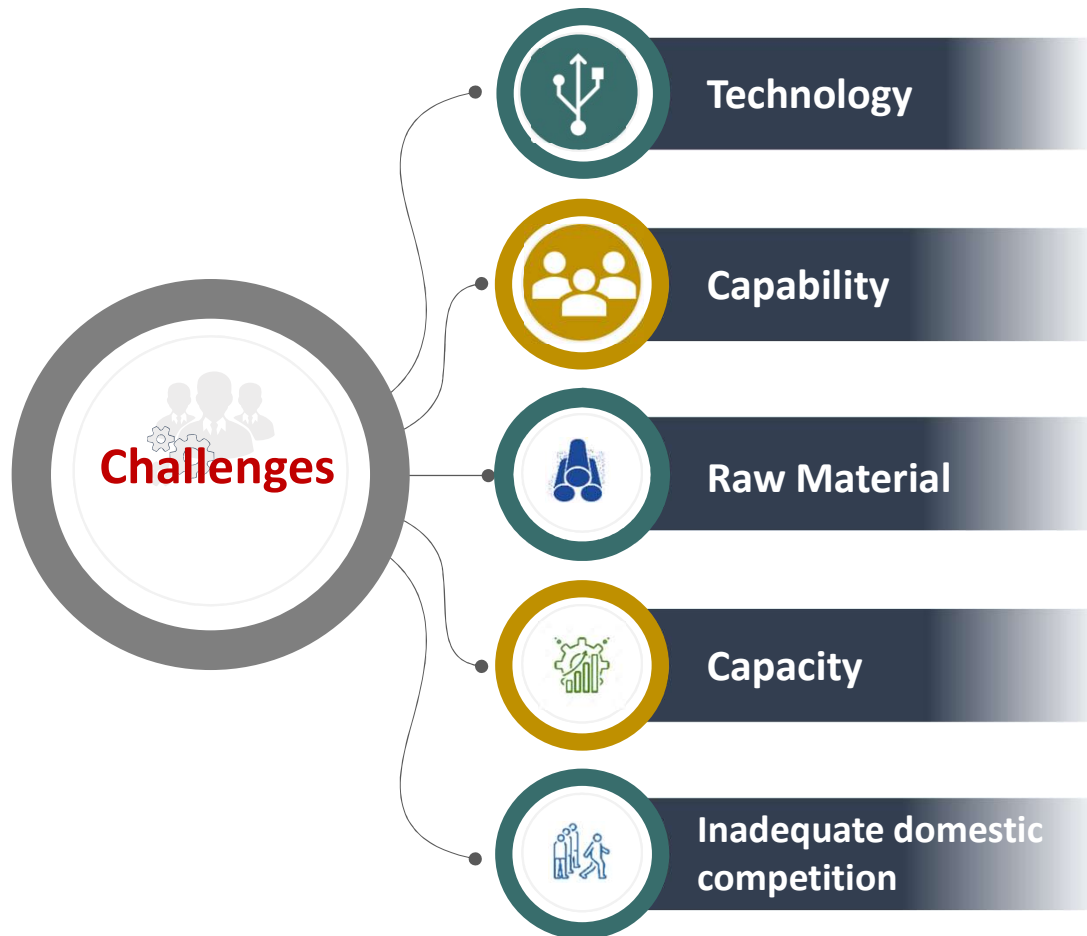 Challenges
Technology
Capability
Raw Material
Capacity
Inadequate domestic
competition